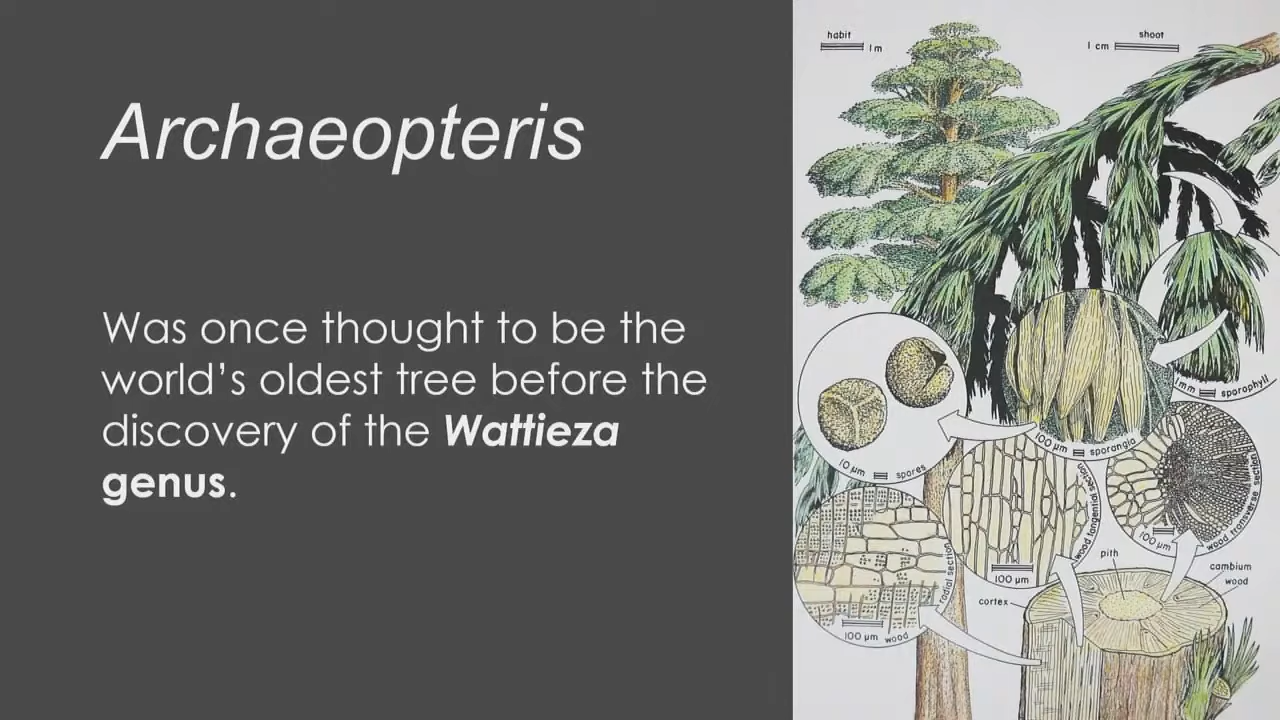 Archaeopteris
Was once thought to be the
world's oldest tree before the
discovery of the Wattieza
genus.
habit
1 m
shoot
1 cm
1mm sporophyll
100 µm sporangia
10 µm spores
wood tangential section
100 µm
wood transverse section
100 µm
radial section
100 µm wood
pith
cambium
wood
cortex